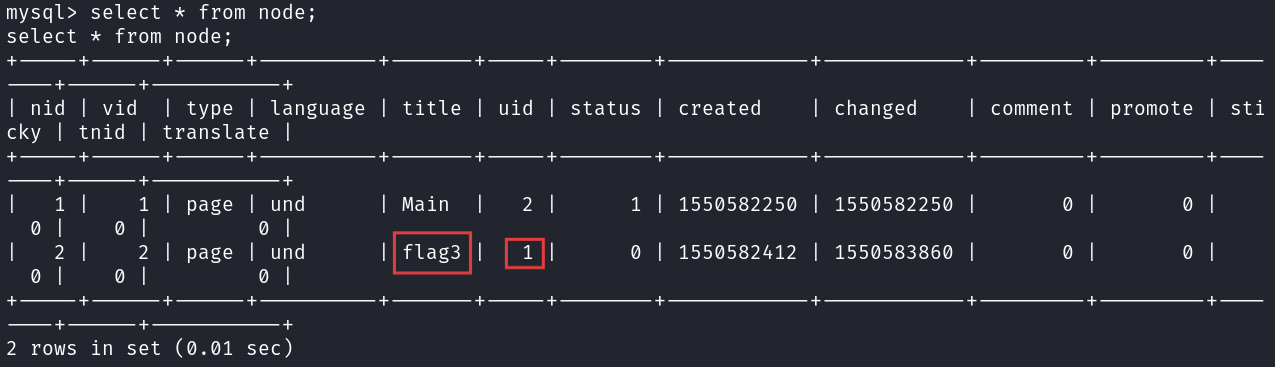 mysql> select * from node;
select * from node;
+-----+-----+------+----------+-------+-----+--------+------------+------------+---------+---------+----
----+------+-----------+
| nid | vid | type | language | title | uid | status | created    | changed    | comment | promote | sti
cky | tnid | translate |
+-----+-----+------+----------+-------+-----+--------+------------+------------+---------+---------+----
----+------+-----------+
|   1 |   1 | page | und      | Main  |   2 |      1 | 1550582250 | 1550582250 |       0 |       0 |
  0 |    0 |         0 |
|   2 |   2 | page | und      | flag3 |   1 |      0 | 1550582412 | 1550583860 |       0 |       0 |
  0 |    0 |         0 |
+-----+-----+------+----------+-------+-----+--------+------------+------------+---------+---------+----
----+------+-----------+
2 rows in set (0.01 sec)